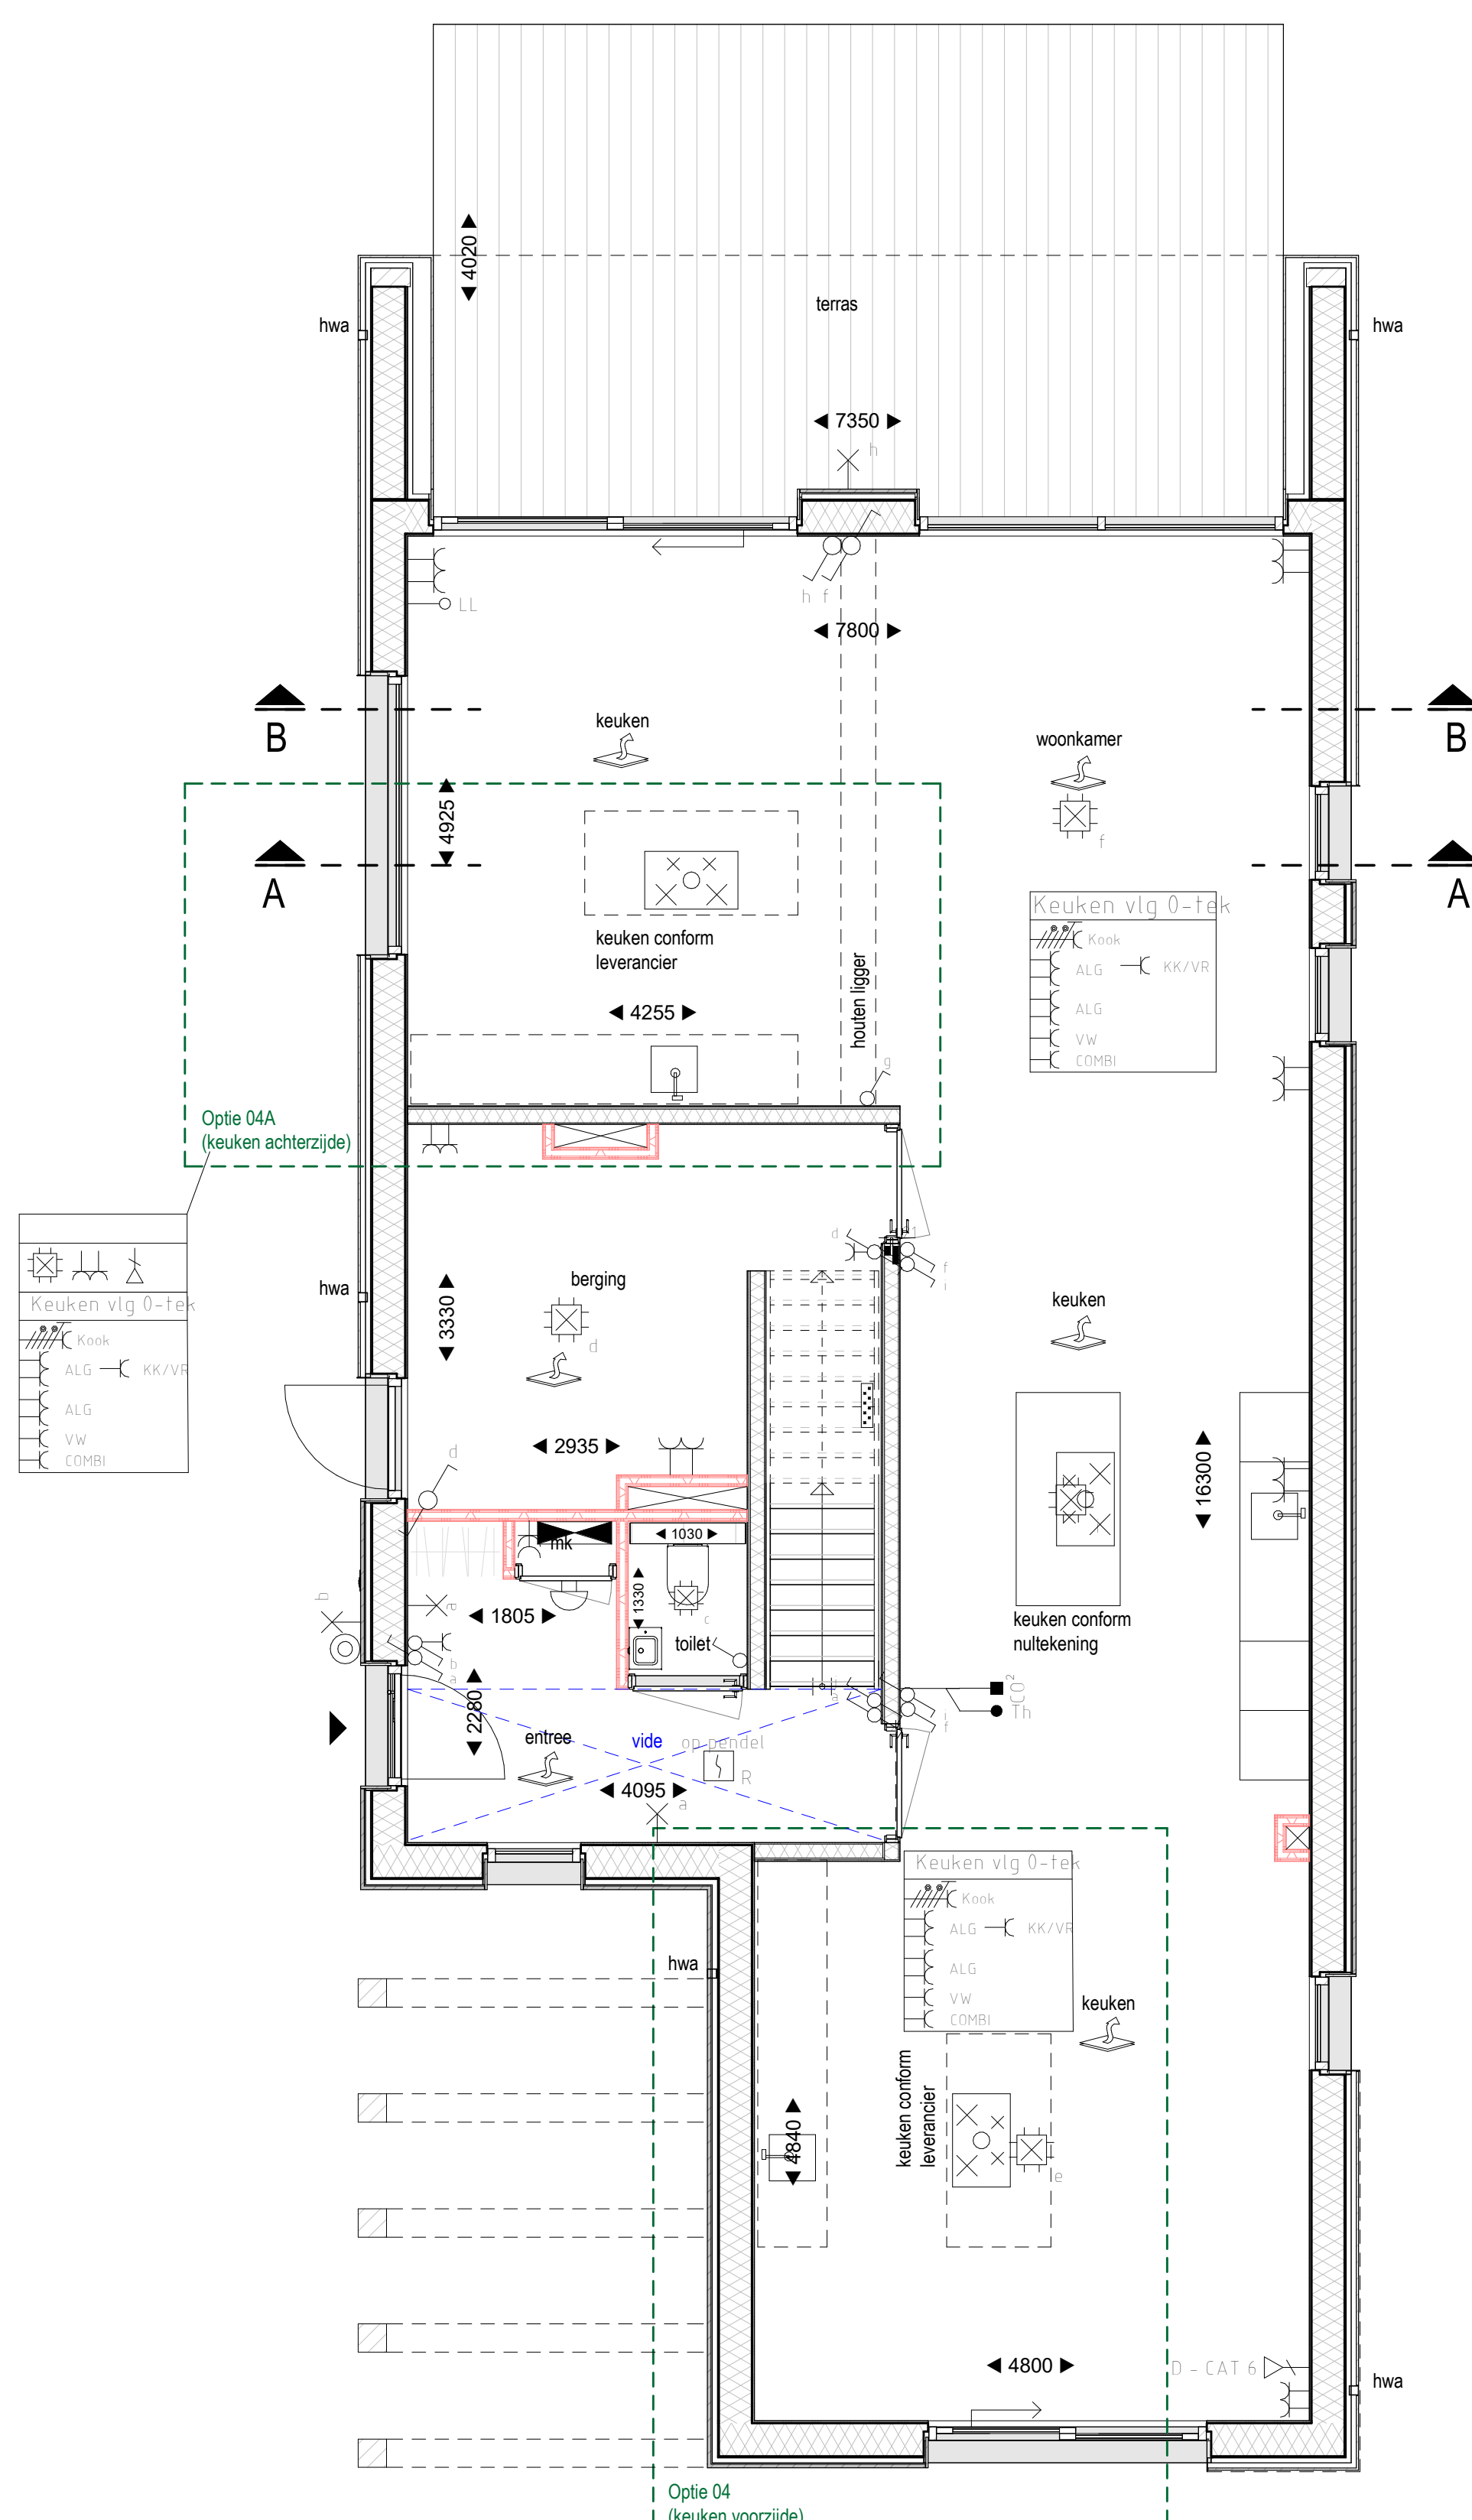 4020
terras
hwa
hwa
7350
h
LL
h f
7800
B
B
keuken
woonkamer
4925
f
A
A
Keuken vlg 0-tek
Kook
ALG
KK/VR
ALG
VW
COMBI
keuken conform
leverancier
houten ligger
4255
g
Optie 04A
(keuken achterzijde)
d
f
i
Keuken vlg 0-tek
Kook
ALG
KK/VR
ALG
VW
COMBI
hwa
berging
3330
d
keuken
2935
d
16300
mk
1030
1330
b
a
1805
c
toilet
keuken conform
nultekening
b
a
2280
a
i
f
CO²
Th
entree
vide
op pendel
R
4095
a
Keuken vlg 0-tek
Kook
ALG
KK/VR
ALG
VW
COMBI
hwa
keuken
keuken conform
leverancier
4840
e
4800
D - CAT 6
hwa
Optie 04
(keuken voorzijde)